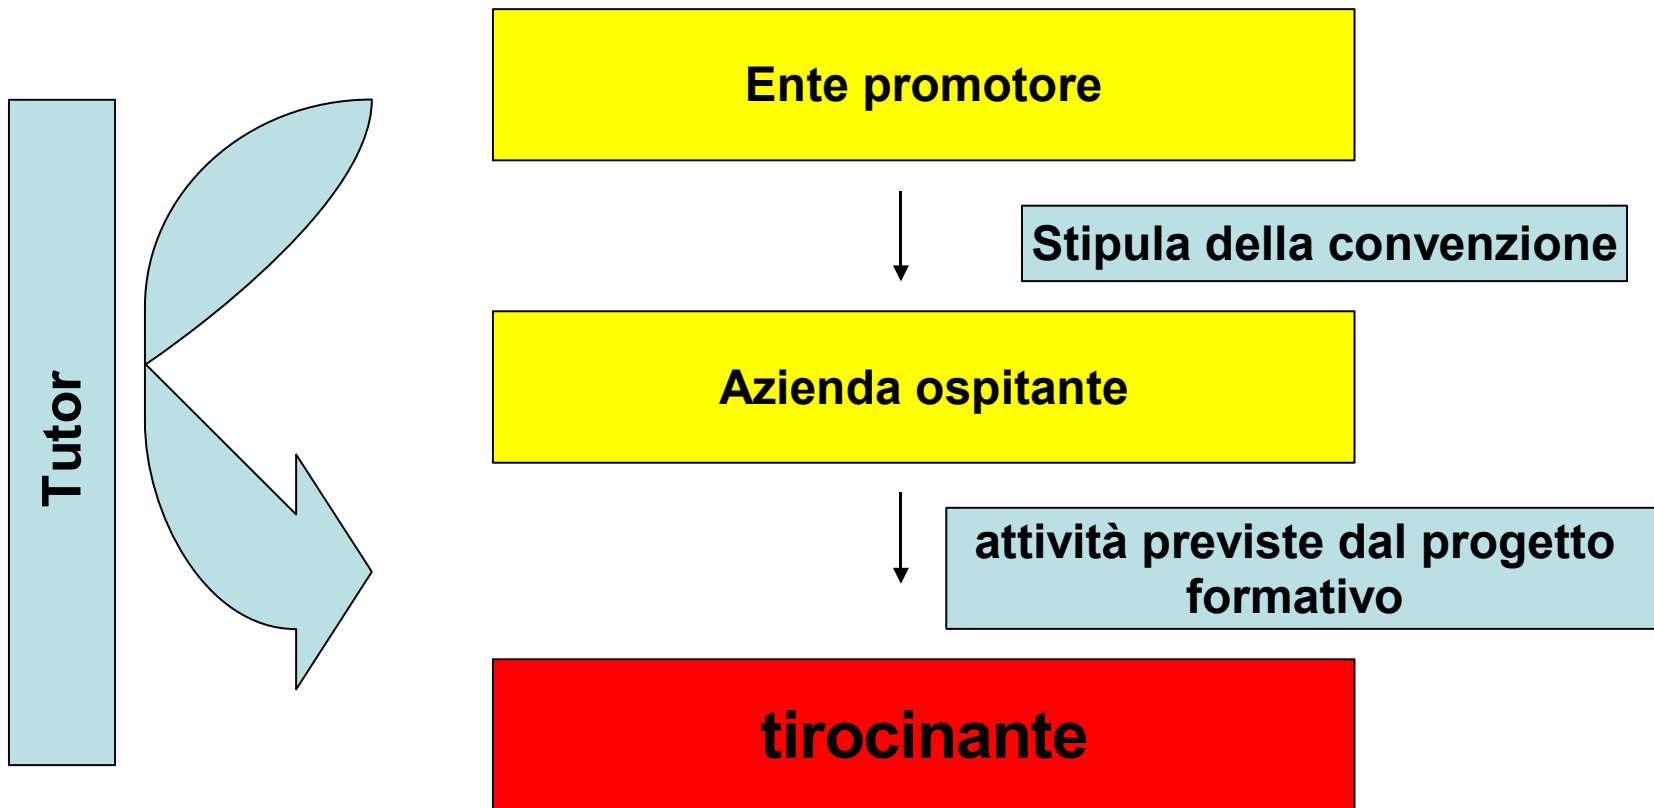 Ente promotore
Stipula della convenzione
Azienda ospitante
Tutor
attività previste dal progetto
formativo
tirocinante